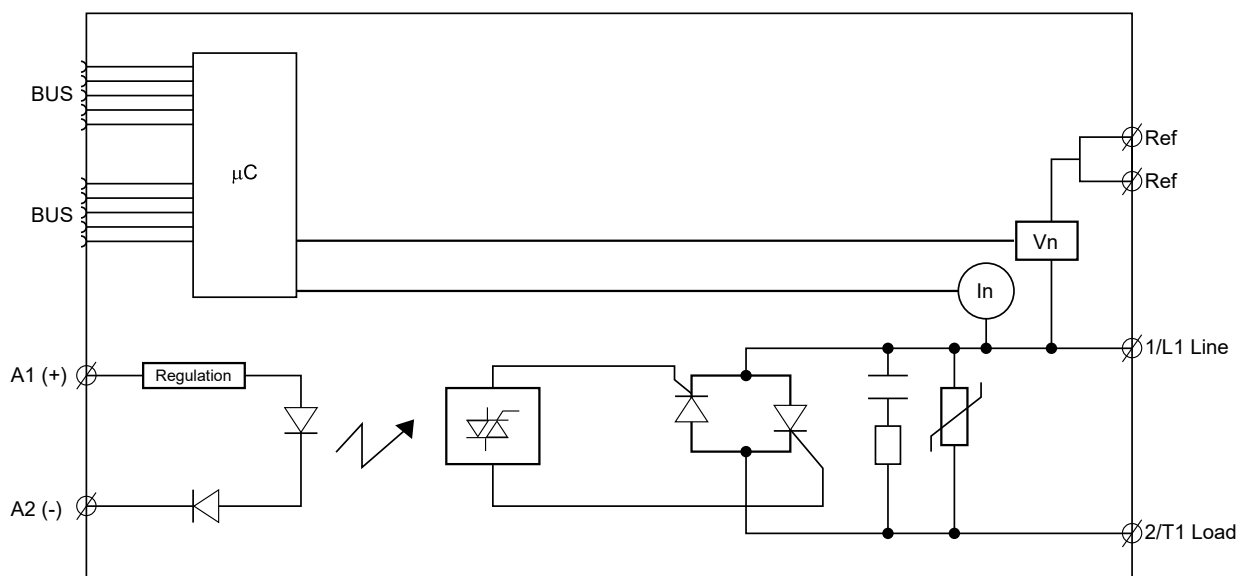 BUS
μC
Ref
Ref
BUS
Vn
In
1/L1 Line
A1 (+)
Regulation
A2 (-)
2/T1 Load